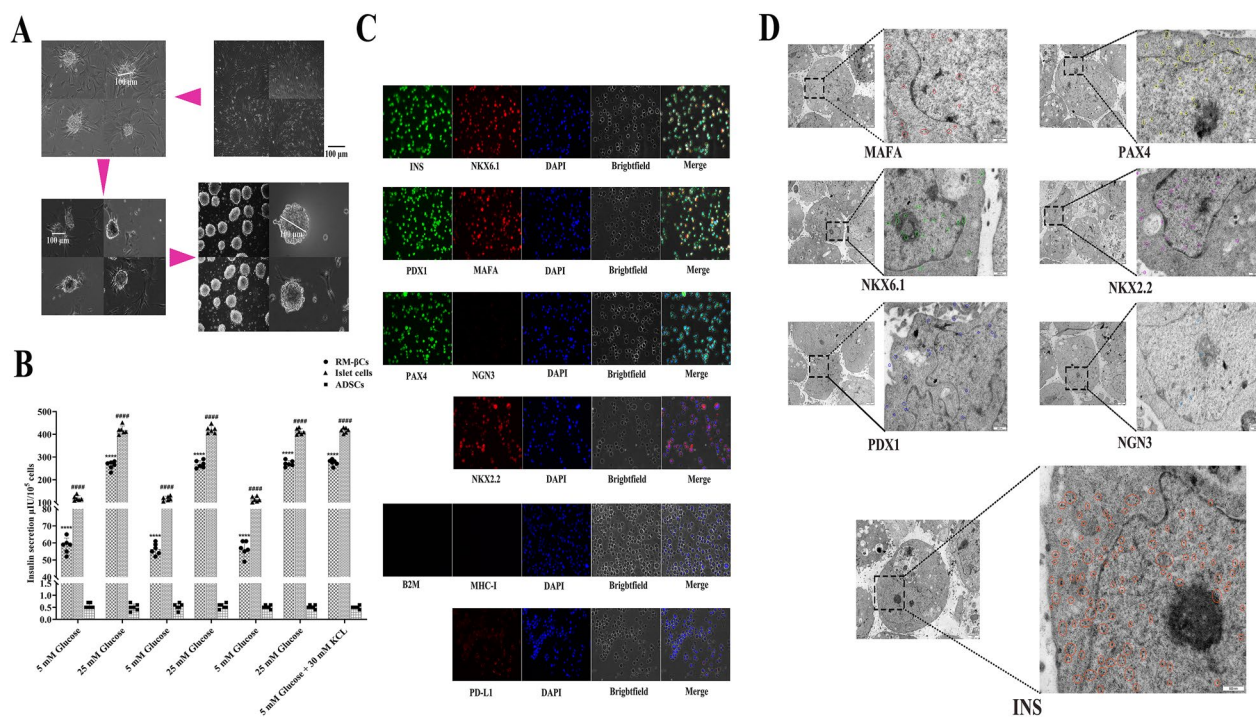 A
100 μm
100 μm
100 μm
100 μm
B
RM-βCs
Islet cells
ADSCs
Insulin secretion μIU/10⁵ cells
500
400
300
200
100
80
60
40
1.5
1.0
0.5
0.0
**** #### **** #### **** #### **** #### **** #### **** #### **** ####
5 mM Glucose
25 mM Glucose
5 mM Glucose
25 mM Glucose
5 mM Glucose
25 mM Glucose
5 mM Glucose + 30 mM KCL
C
INS NKX6.1 DAPI Brightfield Merge
PDX1 MAFA DAPI Brightfield Merge
PAX4 NGN3 DAPI Brightfield Merge
NKX2.2 DAPI Brightfield Merge
B2M MHC-I DAPI Brightfield Merge
PD-L1 DAPI Brightfield Merge
D
MAFA PAX4
NKX6.1 NKX2.2
PDX1 NGN3
INS